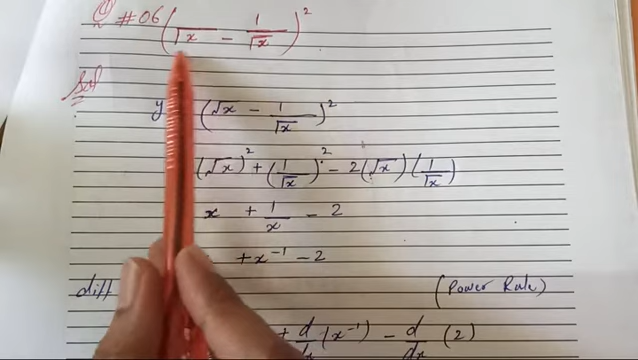 Q #06 (√x - 1/√x)²
Sol
y (√x - 1/√x)²
(√x)² + (1/√x)² - 2(√x)(1/√x)
x + 1/x - 2
+ x⁻¹ - 2
diff (Power Rule)
+ d/dx (x⁻¹) - d/dx (2)